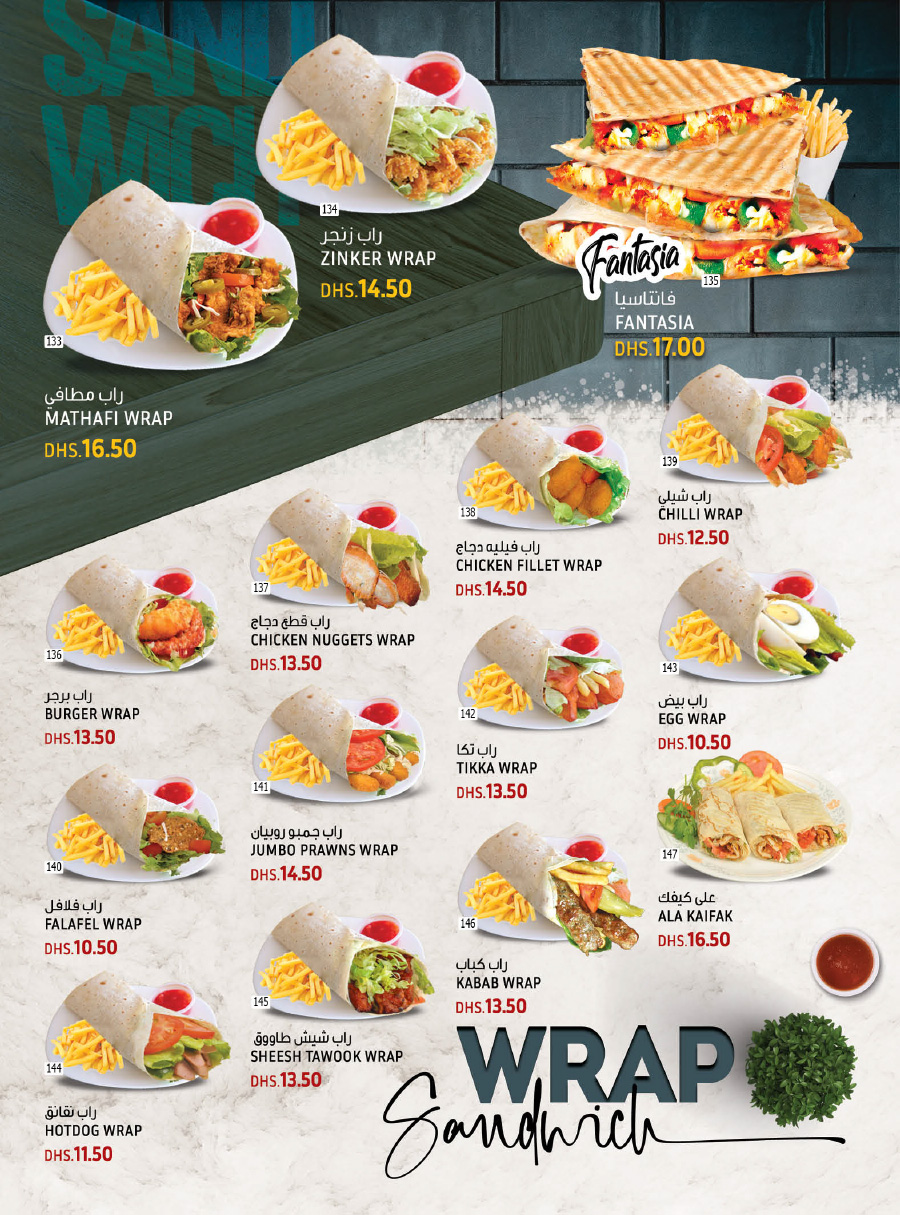 SAND
WICH
134
راب زنجر
ZINKER WRAP
DHS.14.50
133
راب مطافي
MATHAFI WRAP
DHS.16.50
Fantasia
135
فانتاسيا
FANTASIA
DHS.17.00
139
راب شيلي
CHILLI WRAP
DHS.12.50
138
راب فيليه دجاج
CHICKEN FILLET WRAP
DHS.14.50
137
راب قطع دجاج
CHICKEN NUGGETS WRAP
DHS.13.50
136
راب برجر
BURGER WRAP
DHS.13.50
143
راب بيض
EGG WRAP
DHS.10.50
142
راب تكا
TIKKA WRAP
DHS.13.50
141
راب جمبو روبيان
JUMBO PRAWNS WRAP
DHS.14.50
140
راب فلافل
FALAFEL WRAP
DHS.10.50
147
على كيفك
ALA KAIFAK
DHS.16.50
146
راب كباب
KABAB WRAP
DHS.13.50
145
راب شيش طاووق
SHEESH TAWOOK WRAP
DHS.13.50
144
راب نقانق
HOTDOG WRAP
DHS.11.50
WRAP
Sandwich